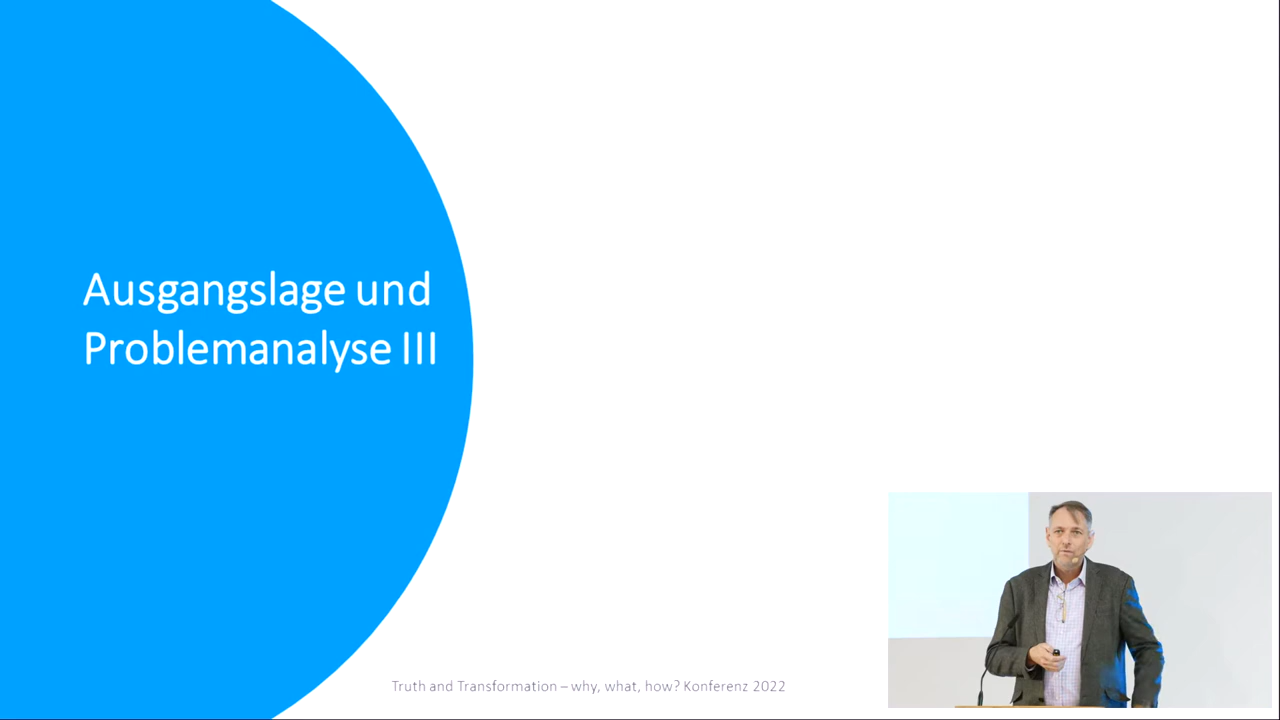 Ausgangslage und
Problemanalyse III
Truth and Transformation – why, what, how? Konferenz 2022